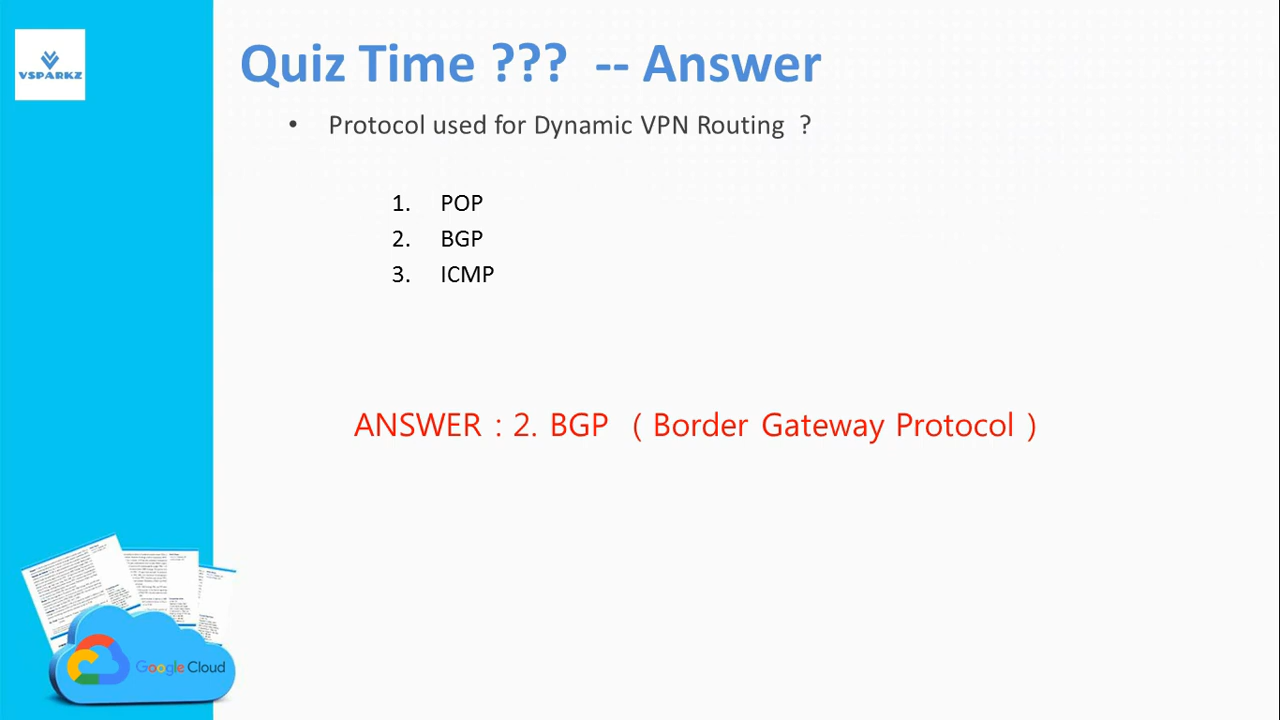 VSPARKZ
Quiz Time ??? -- Answer
• Protocol used for Dynamic VPN Routing ?
1. POP
2. BGP
3. ICMP
ANSWER : 2. BGP ( Border Gateway Protocol )
Google Cloud